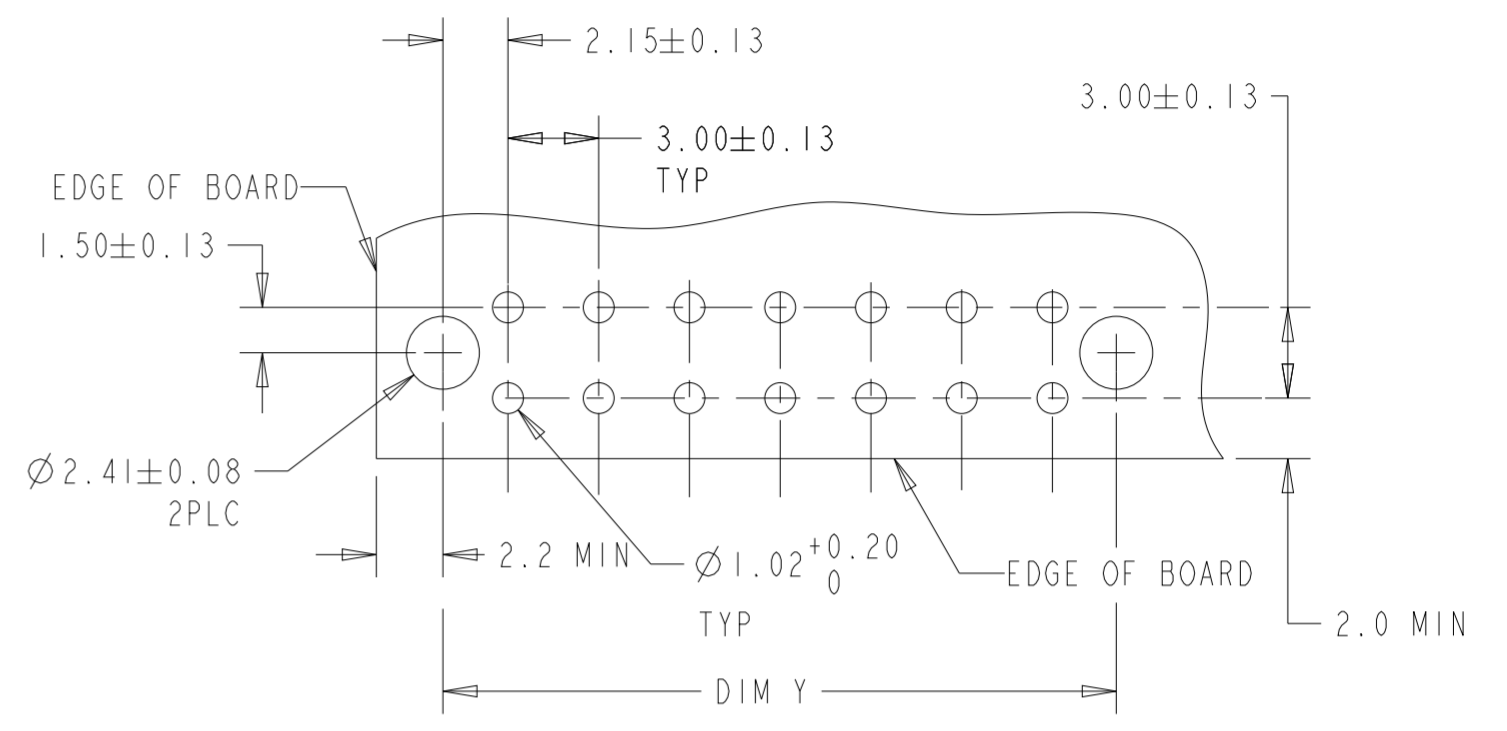 2.15±0.13
3.00±0.13
3.00±0.13
TYP
EDGE OF BOARD
1.50±0.13
Ø2.41±0.08
2PLC
2.2 MIN
Ø1.02 +0.20
0
TYP
EDGE OF BOARD
2.0 MIN
DIM Y